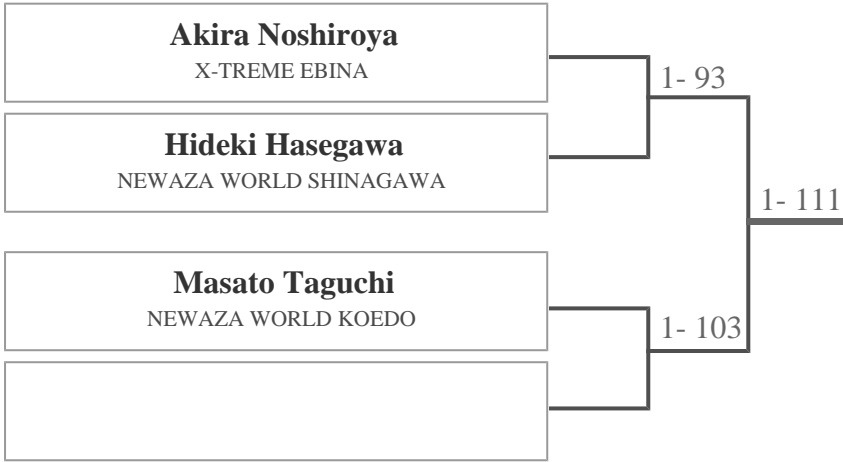 Akira Noshiroya
X-TREME EBINA
1- 93
Hideki Hasegawa
NEWAZA WORLD SHINAGAWA
1- 111
Masato Taguchi
NEWAZA WORLD KOEDO
1- 103